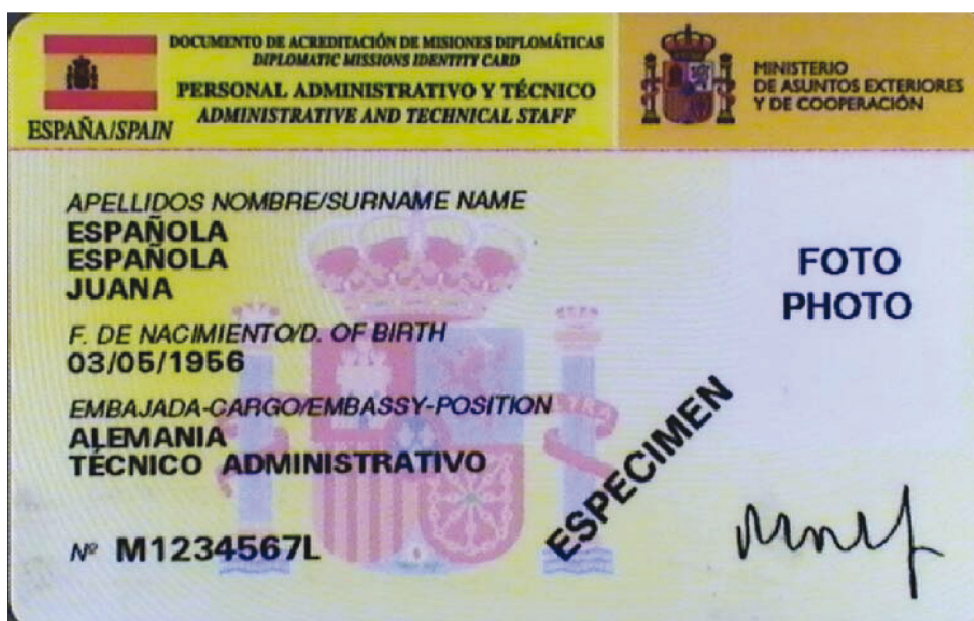 DOCUMENTO DE ACREDITACIÓN DE MISIONES DIPLOMÁTICAS
DIPLOMATIC MISSIONS IDENTITY CARD
PERSONAL ADMINISTRATIVO Y TÉCNICO
ADMINISTRATIVE AND TECHNICAL STAFF
ESPAÑA/SPAIN
MINISTERIO
DE ASUNTOS EXTERIORES
Y DE COOPERACIÓN
APELLIDOS NOMBRE/SURNAME NAME
ESPAÑOLA
ESPAÑOLA
JUANA
F. DE NACIMIENTO/D. OF BIRTH
03/05/1956
EMBAJADA-CARGO/EMBASSY-POSITION
ALEMANIA
TÉCNICO ADMINISTRATIVO
Nº M1234567L
FOTO
PHOTO
ESPECIMEN